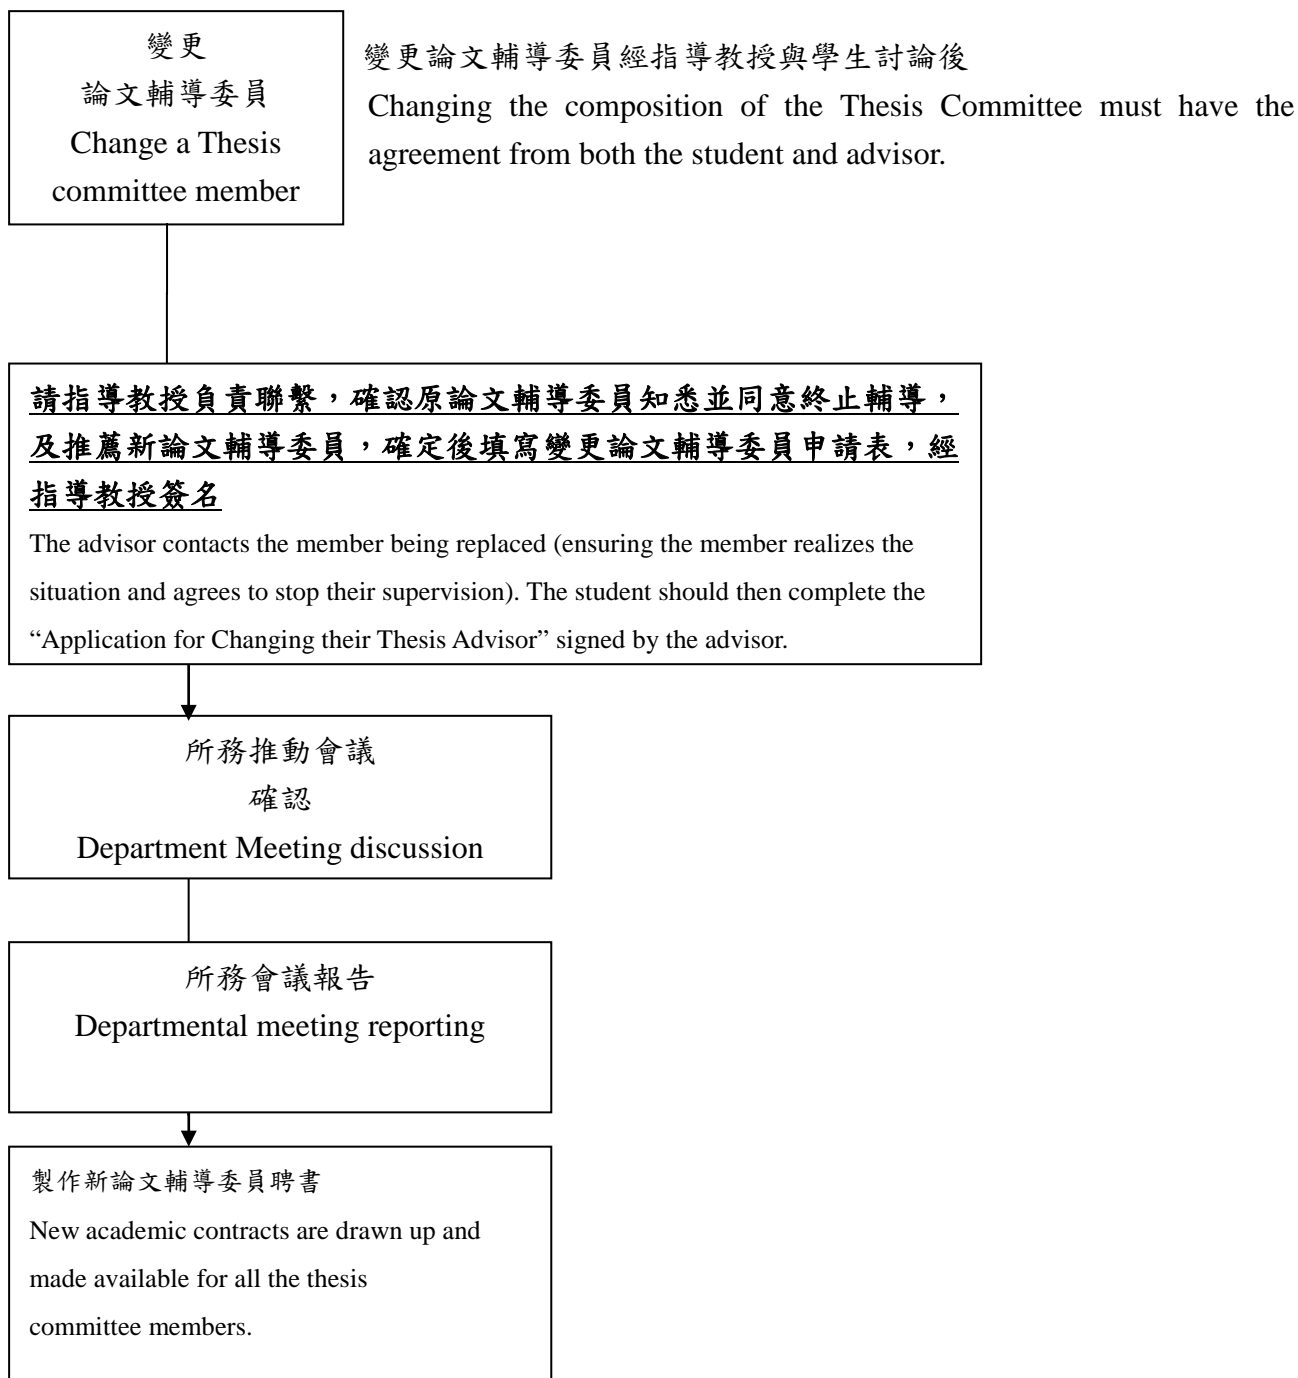 變更
論文輔導委員
Change a Thesis
committee member
變更論文輔導委員經指導教授與學生討論後
Changing the composition of the Thesis Committee must have the
agreement from both the student and advisor.
請指導教授負責聯繫，確認原論文輔導委員知悉並同意終止輔導，
及推薦新論文輔導委員，確定後填寫變更論文輔導委員申請表，經
指導教授簽名
The advisor contacts the member being replaced (ensuring the member realizes the
situation and agrees to stop their supervision). The student should then complete the
“Application for Changing their Thesis Advisor” signed by the advisor.
所務推動會議
確認
Department Meeting discussion
所務會議報告
Departmental meeting reporting
製作新論文輔導委員聘書
New academic contracts are drawn up and
made available for all the thesis
committee members.